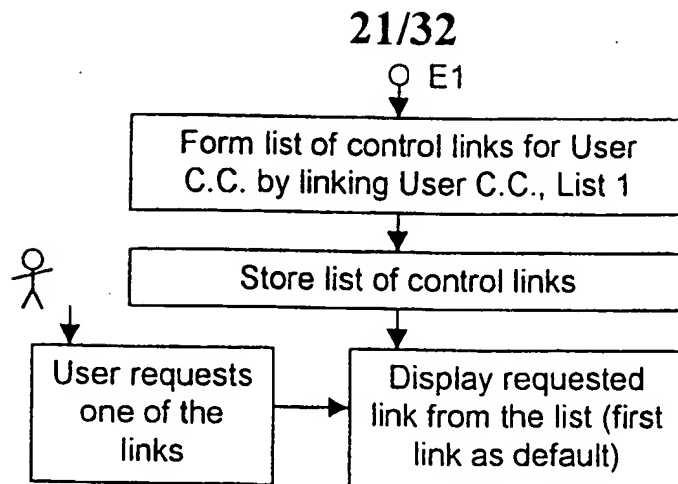 21/32
E1
Form list of control links for User
C.C. by linking User C.C., List 1
Store list of control links
User requests
one of the
links
Display requested
link from the list (first
link as default)